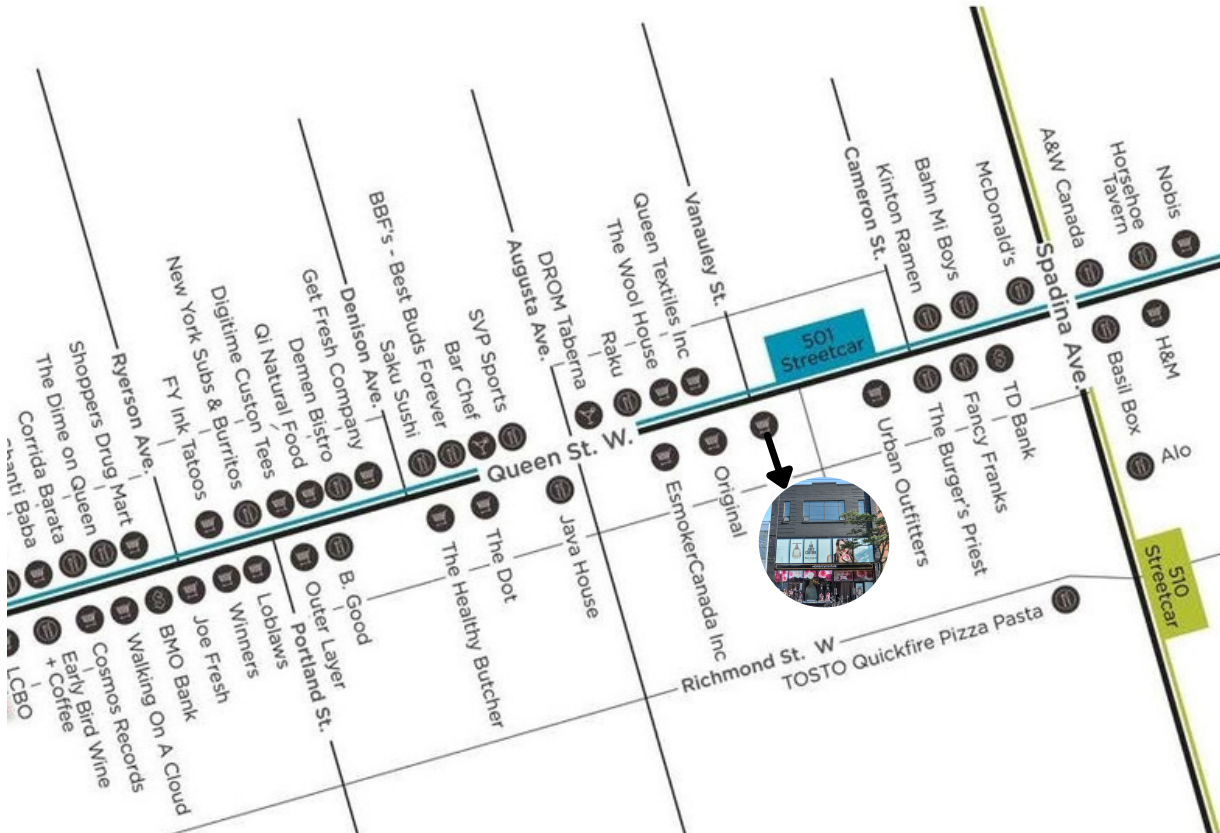 Ryerson Ave.
Denison Ave.
Augusta Ave.
Vanauley St.
Cameron St.
Spadina Ave.
Queen St. W.
Portland St.
Richmond St. W
501
Streetcar
510
Streetcar
Shanti Baba
Corrida Barata
The Dime on Queen
Shoppers Drug Mart
FY Ink Tatoos
New York Subs & Burritos
Digitime Custon Tees
Qi Natural Food
Demen Bistro
Get Fresh Company
Saku Sushi
BBF's - Best Buds Forever
Bar Chef
SVP Sports
DROM Taberna
Raku
The Wool House
Queen Textiles Inc
Kinton Ramen
Bahn Mi Boys
McDonald's
A&W Canada
Horsehoe
Tavern
Nobis
LCBO
Early Bird Wine
+ Coffee
Cosmos Records
Walking On A Cloud
BMO Bank
Joe Fresh
Winners
Loblaws
Outer Layer
B. Good
The Healthy Butcher
The Dot
Java House
EsmokerCanada Inc
Original
Urban Outfitters
The Burger's Priest
Fancy Franks
TD Bank
Basil Box
H&M
Alo
TOSTO Quickfire Pizza Pasta